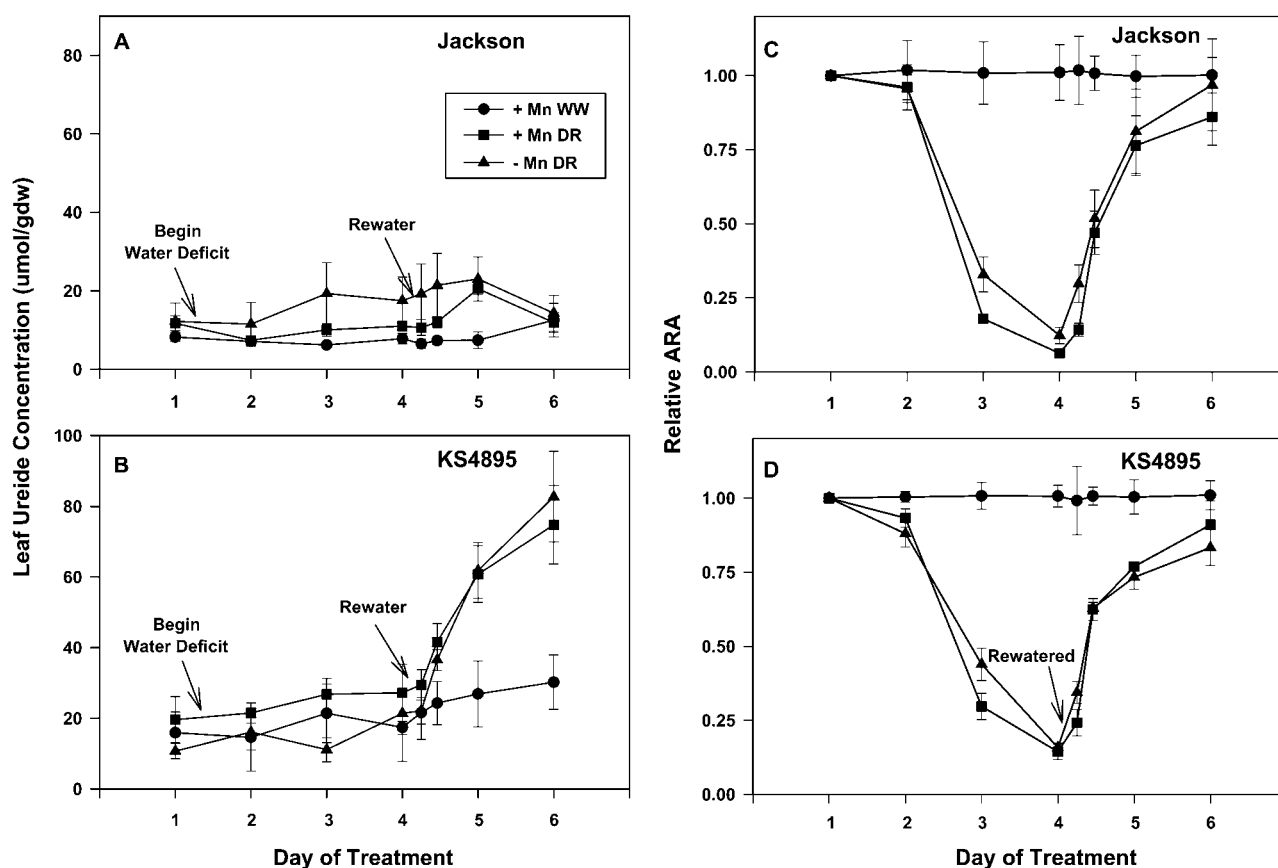 A
Jackson
+ Mn WW
+ Mn DR
- Mn DR
Begin
Water Deficit
Rewater
80
60
40
20
0
1 2 3 4 5 6
Leaf Ureide Concentration (umol/gdw)
B
KS4895
Begin
Water Deficit
Rewater
100
80
60
40
20
0
1 2 3 4 5 6
Day of Treatment
C
Jackson
1.00
0.75
0.50
0.25
0.00
1 2 3 4 5 6
Relative ARA
D
KS4895
Rewatered
1.00
0.75
0.50
0.25
0.00
1 2 3 4 5 6
Day of Treatment